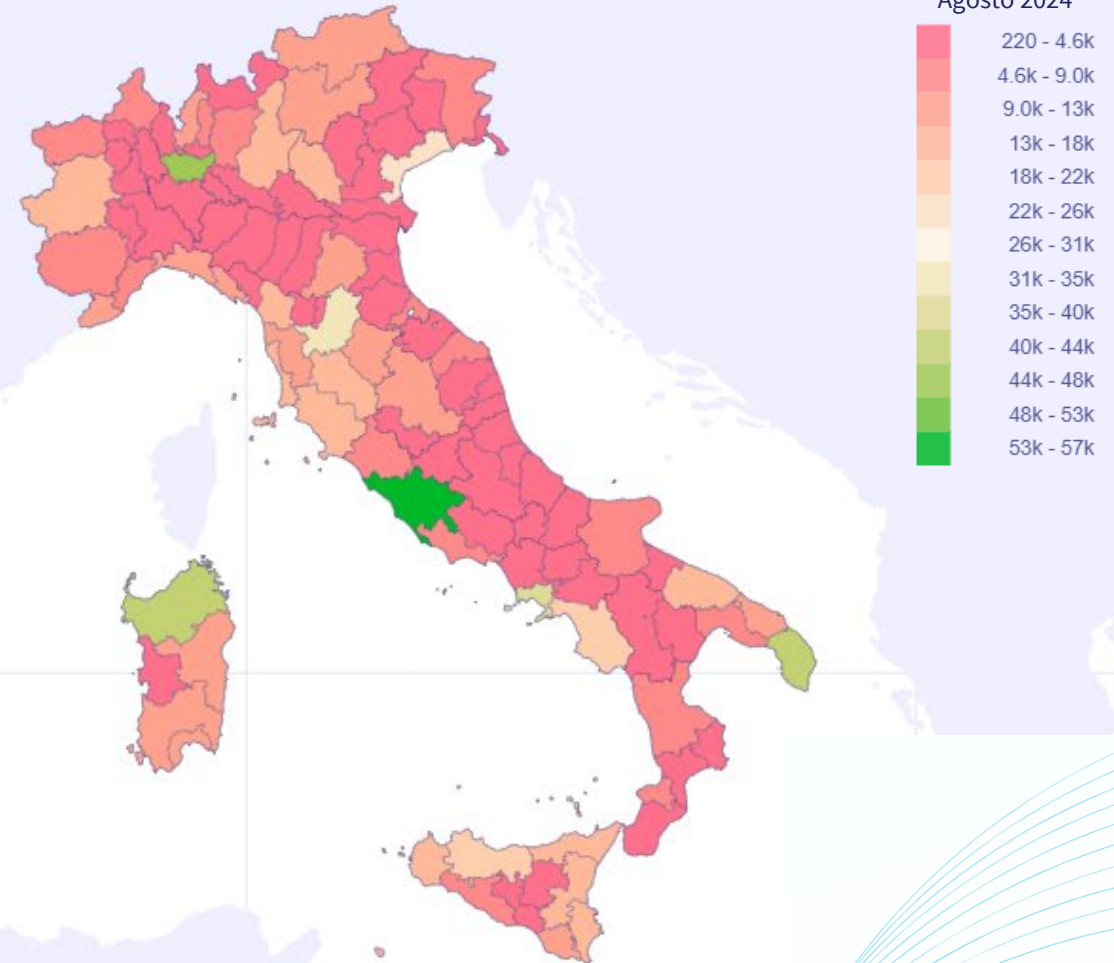 Agosto 2024
220 - 4.6k
4.6k - 9.0k
9.0k - 13k
13k - 18k
18k - 22k
22k - 26k
26k - 31k
31k - 35k
35k - 40k
40k - 44k
44k - 48k
48k - 53k
53k - 57k